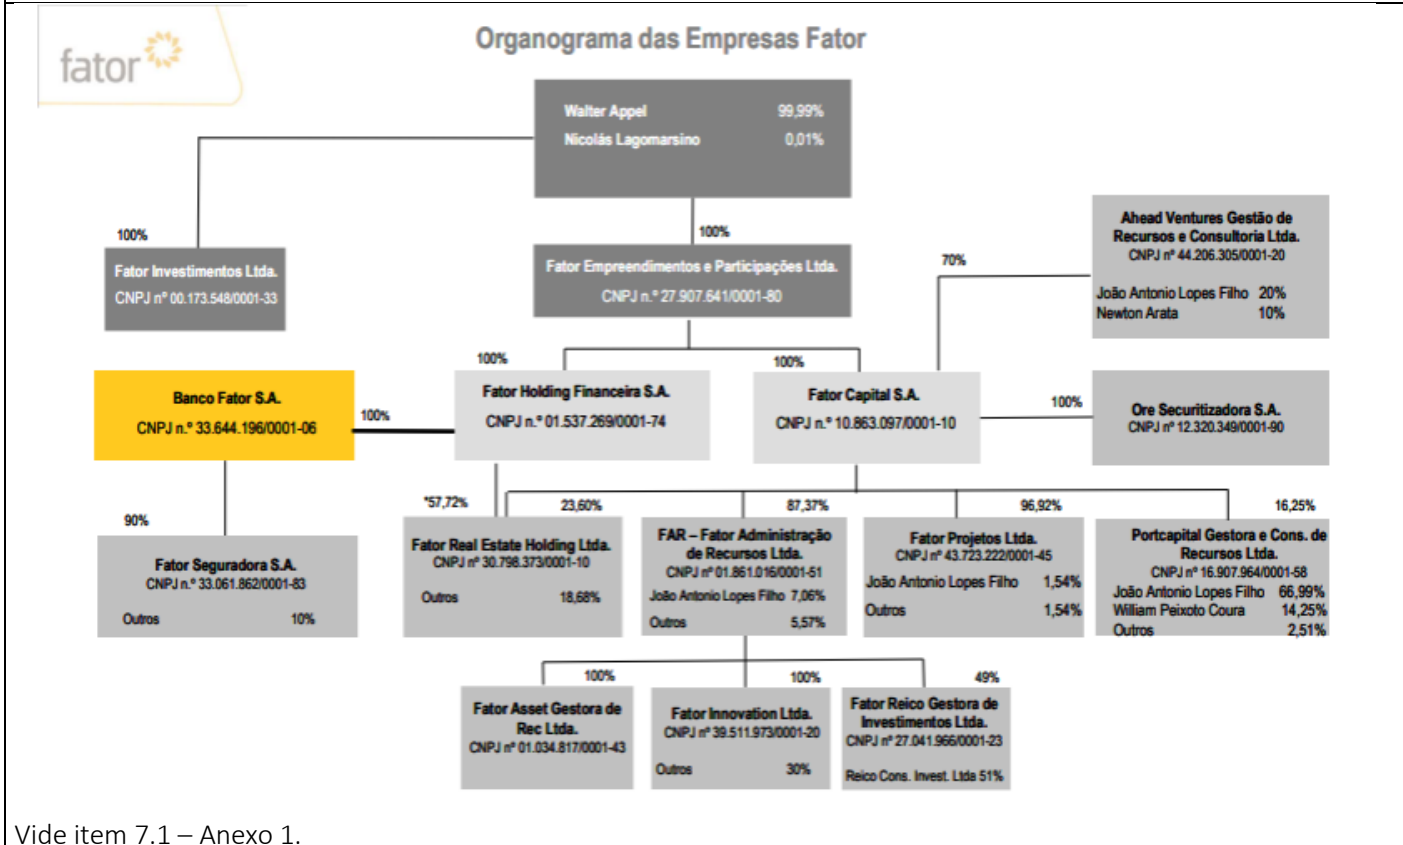 fator
Organograma das Empresas Fator
Walter Appel 99,99%
Nicolás Lagomarsino 0,01%
100%
Fator Investimentos Ltda.
CNPJ nº 00.173.548/0001-33
100%
Fator Empreendimentos e Participações Ltda.
CNPJ n.º 27.907.641/0001-80
70%
Ahead Ventures Gestão de
Recursos e Consultoria Ltda.
CNPJ nº 44.206.305/0001-20
João Antonio Lopes Filho 20%
Newton Arata 10%
Banco Fator S.A.
CNPJ n.º 33.644.196/0001-06
100%
100%
Fator Holding Financeira S.A.
CNPJ n.º 01.537.269/0001-74
100%
Fator Capital S.A.
CNPJ n.º 10.863.097/0001-10
100%
Ore Securitizadora S.A.
CNPJ nº 12.320.349/0001-90
90%
Fator Seguradora S.A.
CNPJ n.º 33.061.862/0001-83
Outros 10%
*57,72% 23,60%
Fator Real Estate Holding Ltda.
CNPJ nº 30.798.373/0001-10
Outros 18,68%
87,37%
FAR – Fator Administração
de Recursos Ltda.
CNPJ nº 01.861.016/0001-51
João Antonio Lopes Filho 7,06%
Outros 5,57%
96,92%
Fator Projetos Ltda.
CNPJ nº 43.723.222/0001-45
João Antonio Lopes Filho 1,54%
Outros 1,54%
16,25%
Portcapital Gestora e Cons. de
Recursos Ltda.
CNPJ nº 16.907.964/0001-58
João Antonio Lopes Filho 66,99%
William Peixoto Coura 14,25%
Outros 2,51%
100%
Fator Asset Gestora de
Rec Ltda.
CNPJ nº 01.034.817/0001-43
100%
Fator Innovation Ltda.
CNPJ nº 39.511.973/0001-20
Outros 30%
49%
Fator Reico Gestora de
Investimentos Ltda.
CNPJ nº 27.041.966/0001-23
Reico Cons. Invest. Ltda 51%
Vide item 7.1 – Anexo 1.